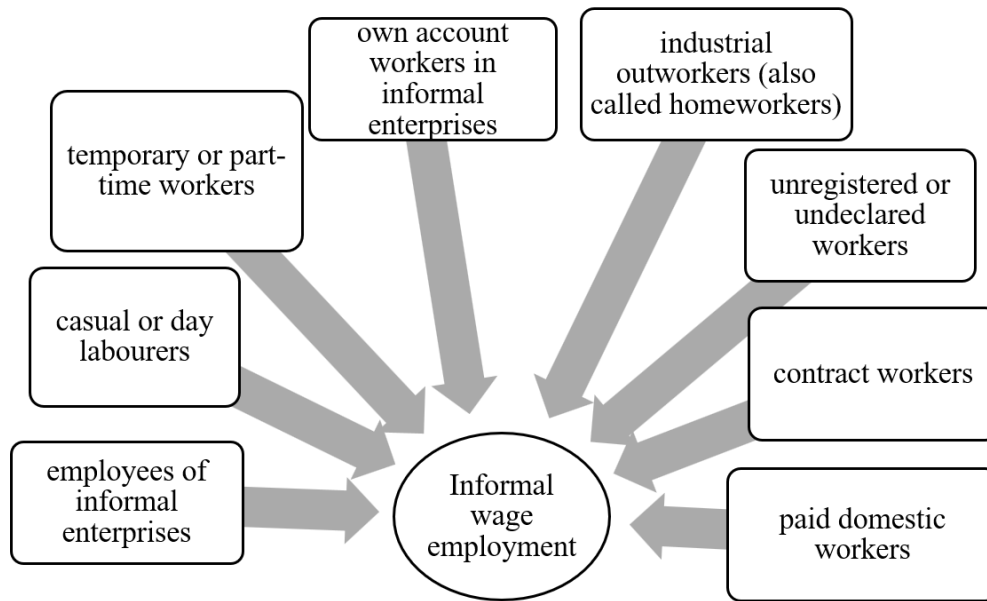 own account
workers in
informal
enterprises
industrial
outworkers (also
called homeworkers)
temporary or part-
time workers
unregistered or
undeclared
workers
casual or day
labourers
contract workers
employees of
informal
enterprises
Informal
wage
employment
paid domestic
workers